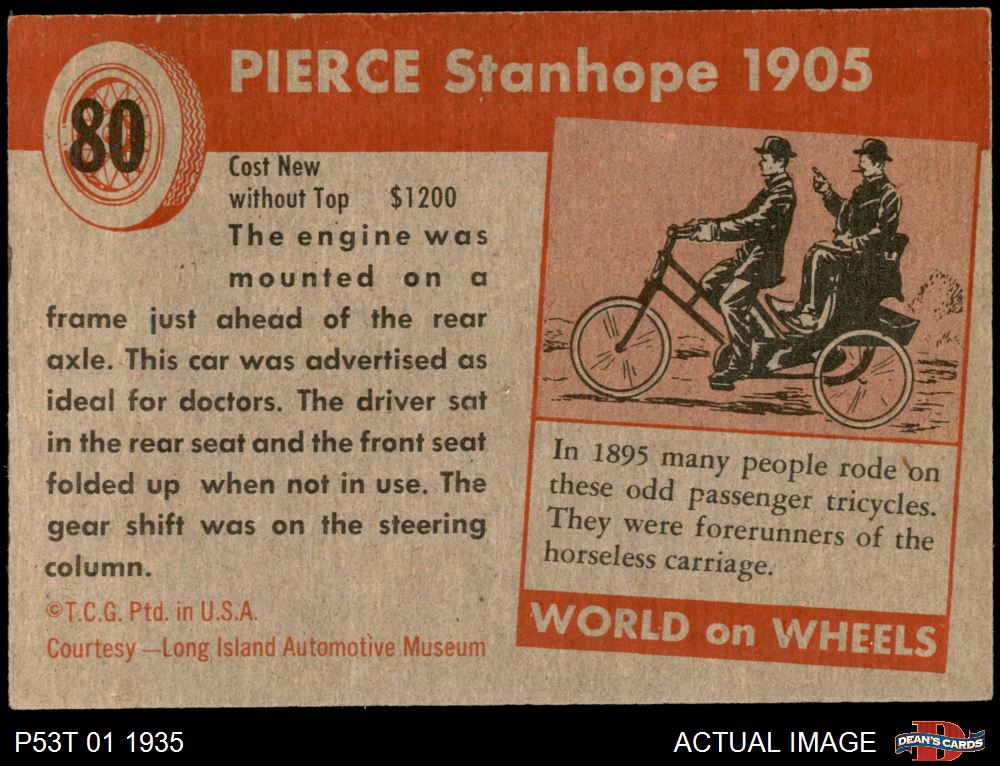 80
PIERCE Stanhope 1905
Cost New
without Top $1200
The engine was
mounted on a
frame just ahead of the rear
axle. This car was advertised as
ideal for doctors. The driver sat
in the rear seat and the front seat
folded up when not in use. The
gear shift was on the steering
column.
©T.C.G. Ptd. in U.S.A.
Courtesy—Long Island Automotive Museum
In 1895 many people rode on
these odd passenger tricycles.
They were forerunners of the
horseless carriage.
WORLD on WHEELS
P53T 01 1935
ACTUAL IMAGE
D
DEAN'S CARDS